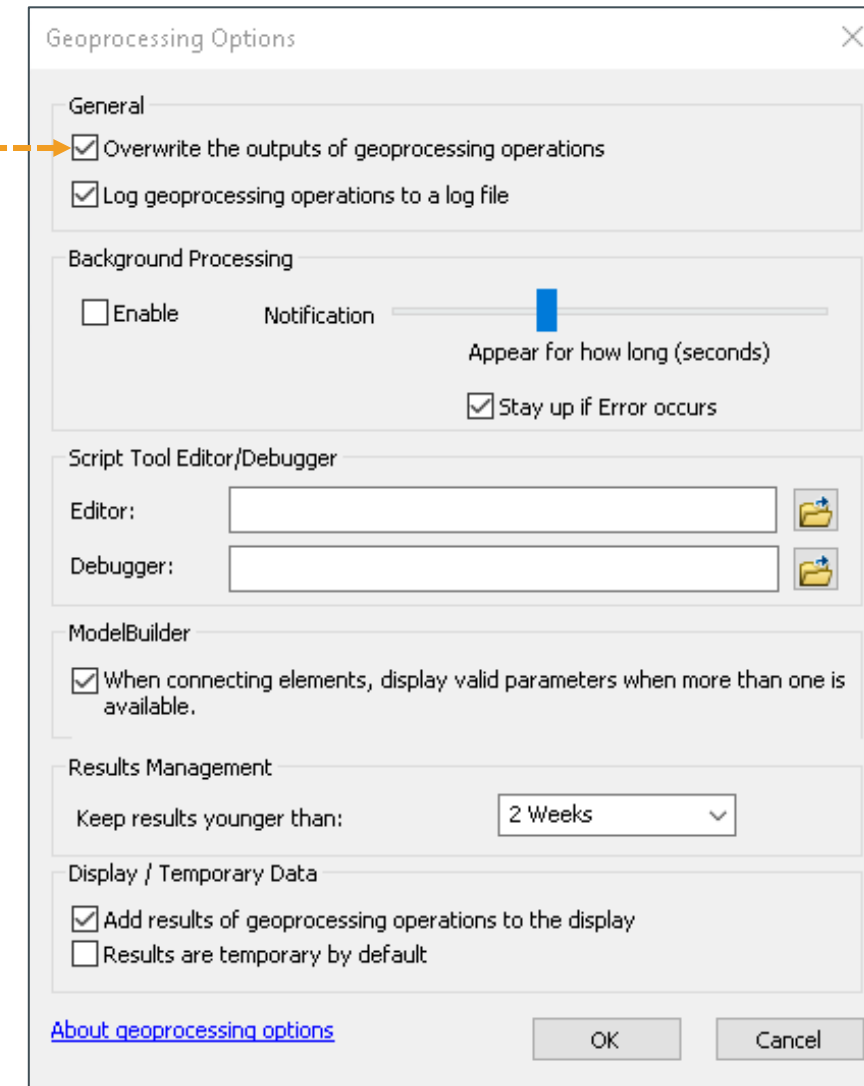 Geoprocessing Options
General
Overwrite the outputs of geoprocessing operations
Log geoprocessing operations to a log file
Background Processing
Enable
Notification
Appear for how long (seconds)
Stay up if Error occurs
Script Tool Editor/Debugger
Editor:
Debugger:
ModelBuilder
When connecting elements, display valid parameters when more than one is
available.
Results Management
Keep results younger than:
2 Weeks
Display / Temporary Data
Add results of geoprocessing operations to the display
Results are temporary by default
About geoprocessing options
OK
Cancel